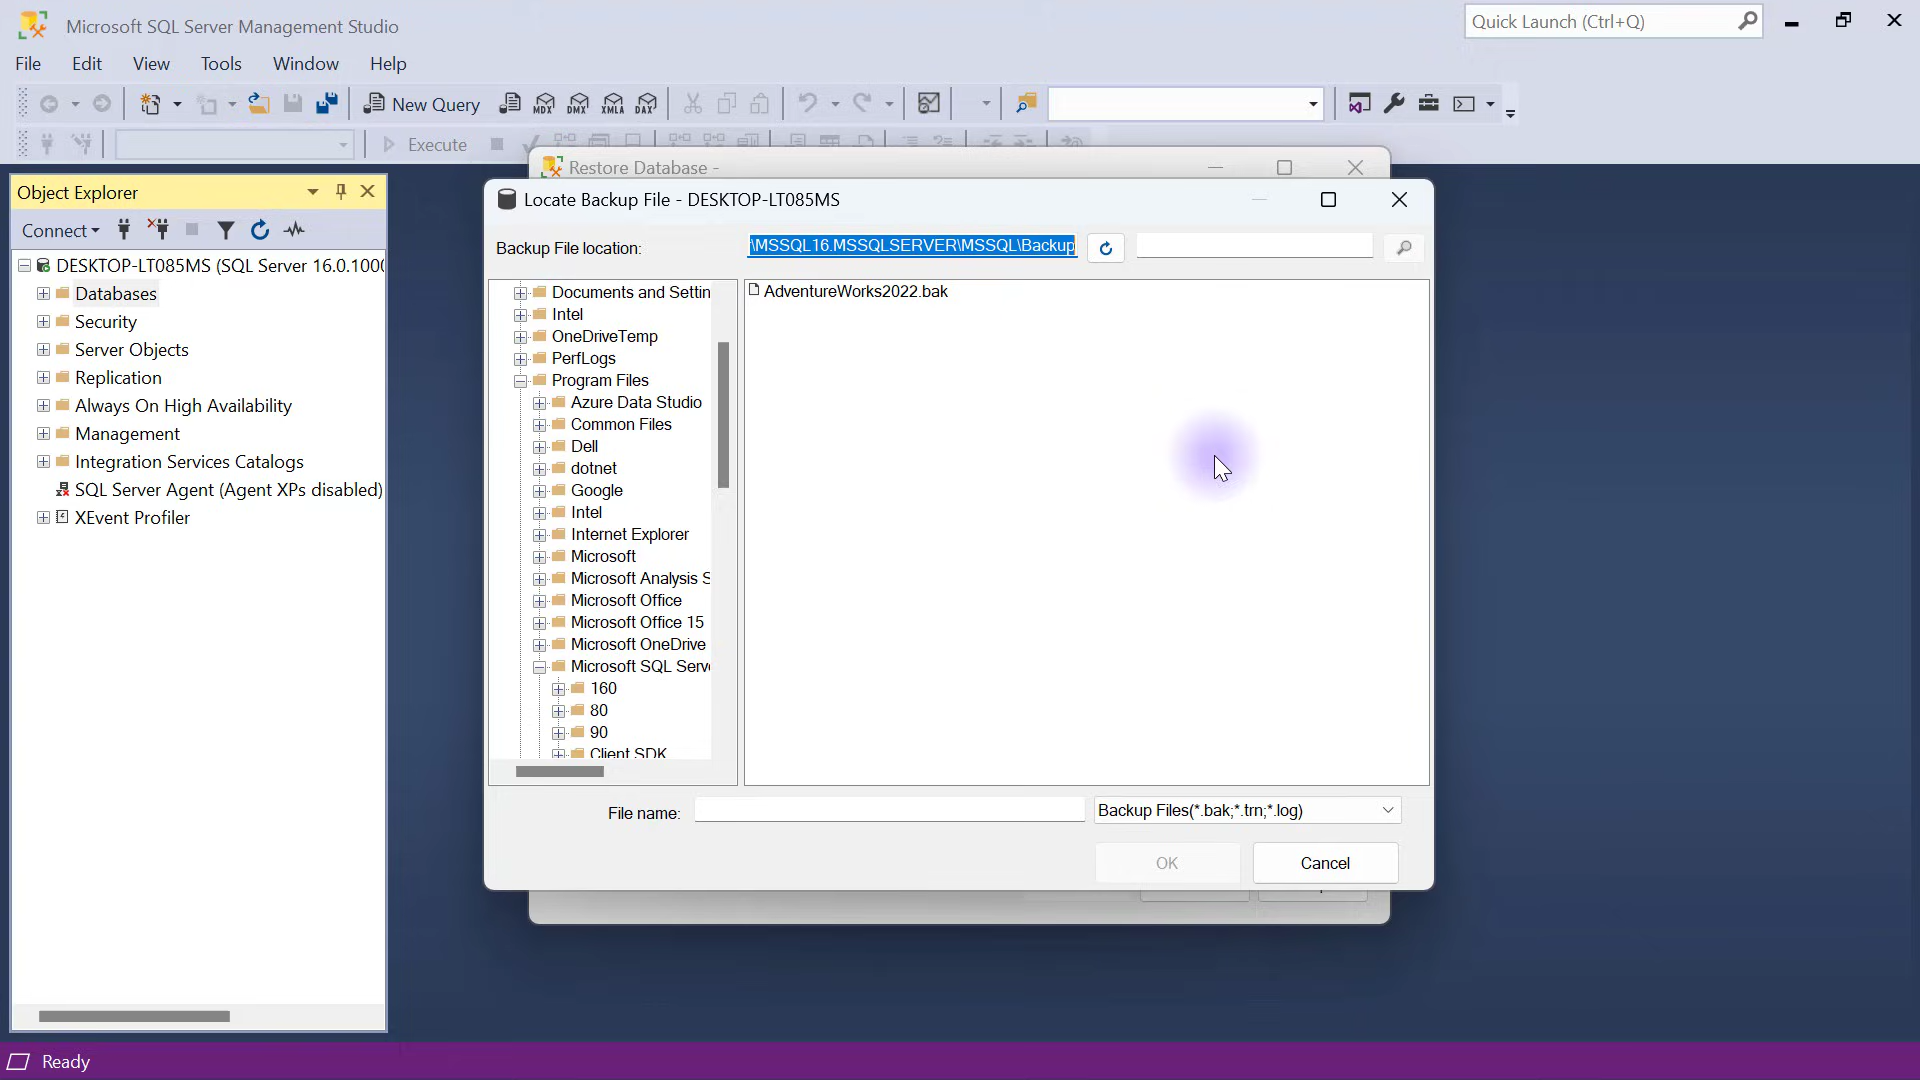 Microsoft SQL Server Management Studio
Quick Launch (Ctrl+Q)
File Edit View Tools Window Help
New Query MDX DMX XMLA DAX
Execute
Restore Database -
Object Explorer
Locate Backup File - DESKTOP-LT085MS
Connect
Backup File location: \MSSQL16.MSSQLSERVER\MSSQL\Backup
DESKTOP-LT085MS (SQL Server 16.0.1000
Databases
Security
Server Objects
Replication
Always On High Availability
Management
Integration Services Catalogs
SQL Server Agent (Agent XPs disabled)
XEvent Profiler
Documents and Settin
Intel
OneDriveTemp
PerfLogs
Program Files
Azure Data Studio
Common Files
Dell
dotnet
Google
Intel
Internet Explorer
Microsoft
Microsoft Analysis S
Microsoft Office
Microsoft Office 15
Microsoft OneDrive
Microsoft SQL Serve
160
80
90
Client SDK
AdventureWorks2022.bak
File name:
Backup Files(*.bak;*.trn;*.log)
OK Cancel
Ready